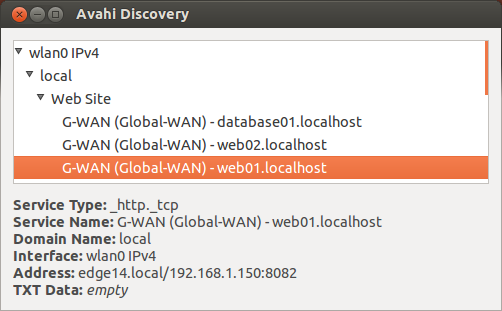 Avahi Discovery
wlan0 IPv4
local
Web Site
G-WAN (Global-WAN) - database01.localhost
G-WAN (Global-WAN) - web02.localhost
G-WAN (Global-WAN) - web01.localhost
Service Type: _http._tcp
Service Name: G-WAN (Global-WAN) - web01.localhost
Domain Name: local
Interface: wlan0 IPv4
Address: edge14.local/192.168.1.150:8082
TXT Data: empty